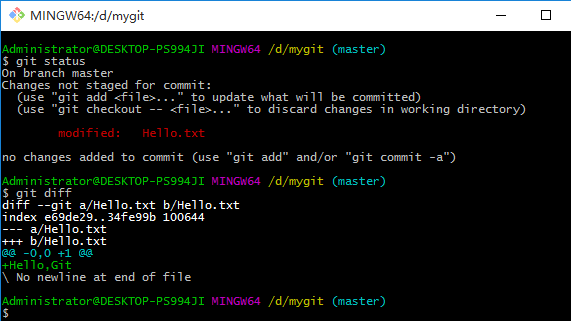 MINGW64:/d/mygit
Administrator@DESKTOP-PS994JI MINGW64 /d/mygit (master)
$ git status
On branch master
Changes not staged for commit:
  (use "git add <file>..." to update what will be committed)
  (use "git checkout -- <file>..." to discard changes in working directory)
        modified:   Hello.txt
no changes added to commit (use "git add" and/or "git commit -a")
Administrator@DESKTOP-PS994JI MINGW64 /d/mygit (master)
$ git diff
diff --git a/Hello.txt b/Hello.txt
index e69de29..34fe99b 100644
--- a/Hello.txt
+++ b/Hello.txt
@@ -0,0 +1 @@
+Hello,Git
\ No newline at end of file
Administrator@DESKTOP-PS994JI MINGW64 /d/mygit (master)
$